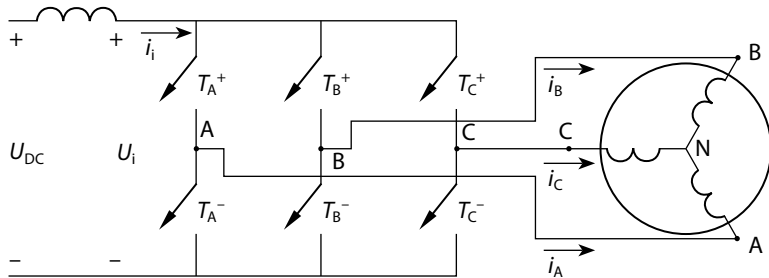 + + i_i T_A^+ T_B^+ T_C^+ i_B B
U_DC U_i A B C C N
T_A^− T_B^− T_C^− i_C A
− − i_A